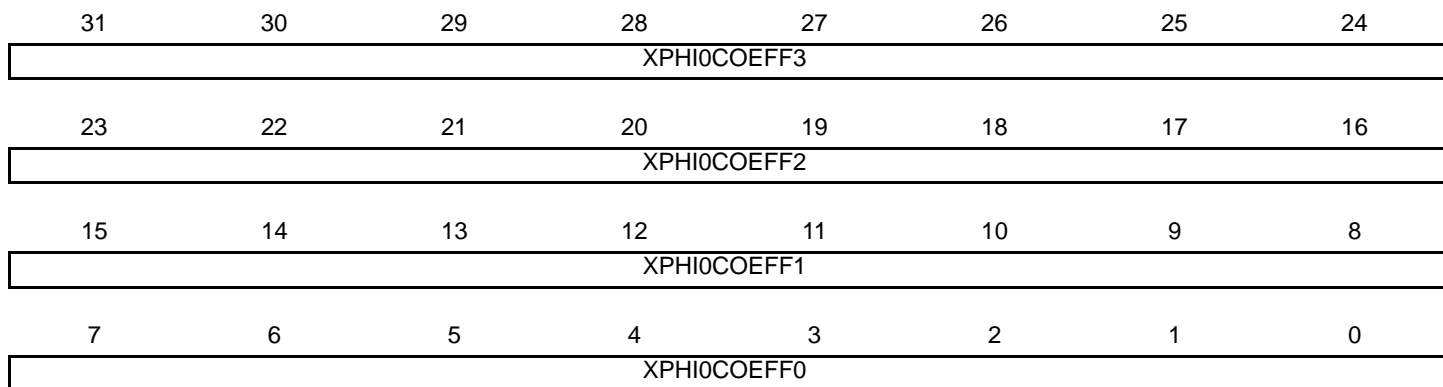 31 30 29 28 27 26 25 24
XPHI0COEFF3
23 22 21 20 19 18 17 16
XPHI0COEFF2
15 14 13 12 11 10 9 8
XPHI0COEFF1
7 6 5 4 3 2 1 0
XPHI0COEFF0